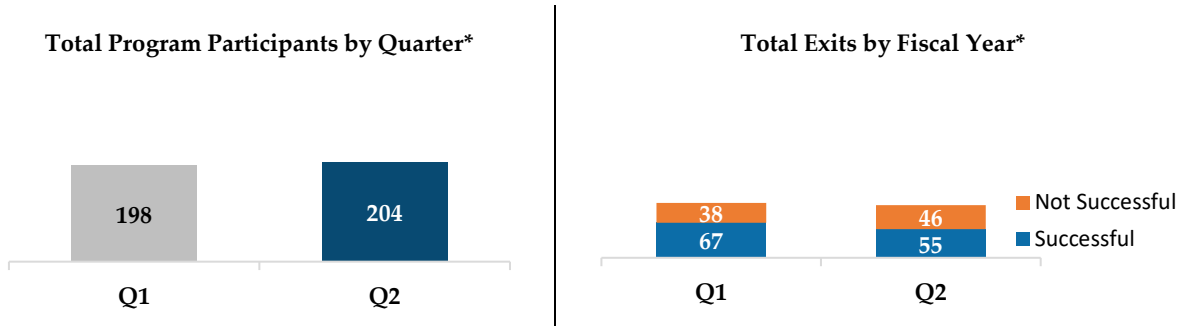 Total Program Participants by Quarter*
198
204
Q1
Q2
Total Exits by Fiscal Year*
38
46
67
55
Not Successful
Successful
Q1
Q2